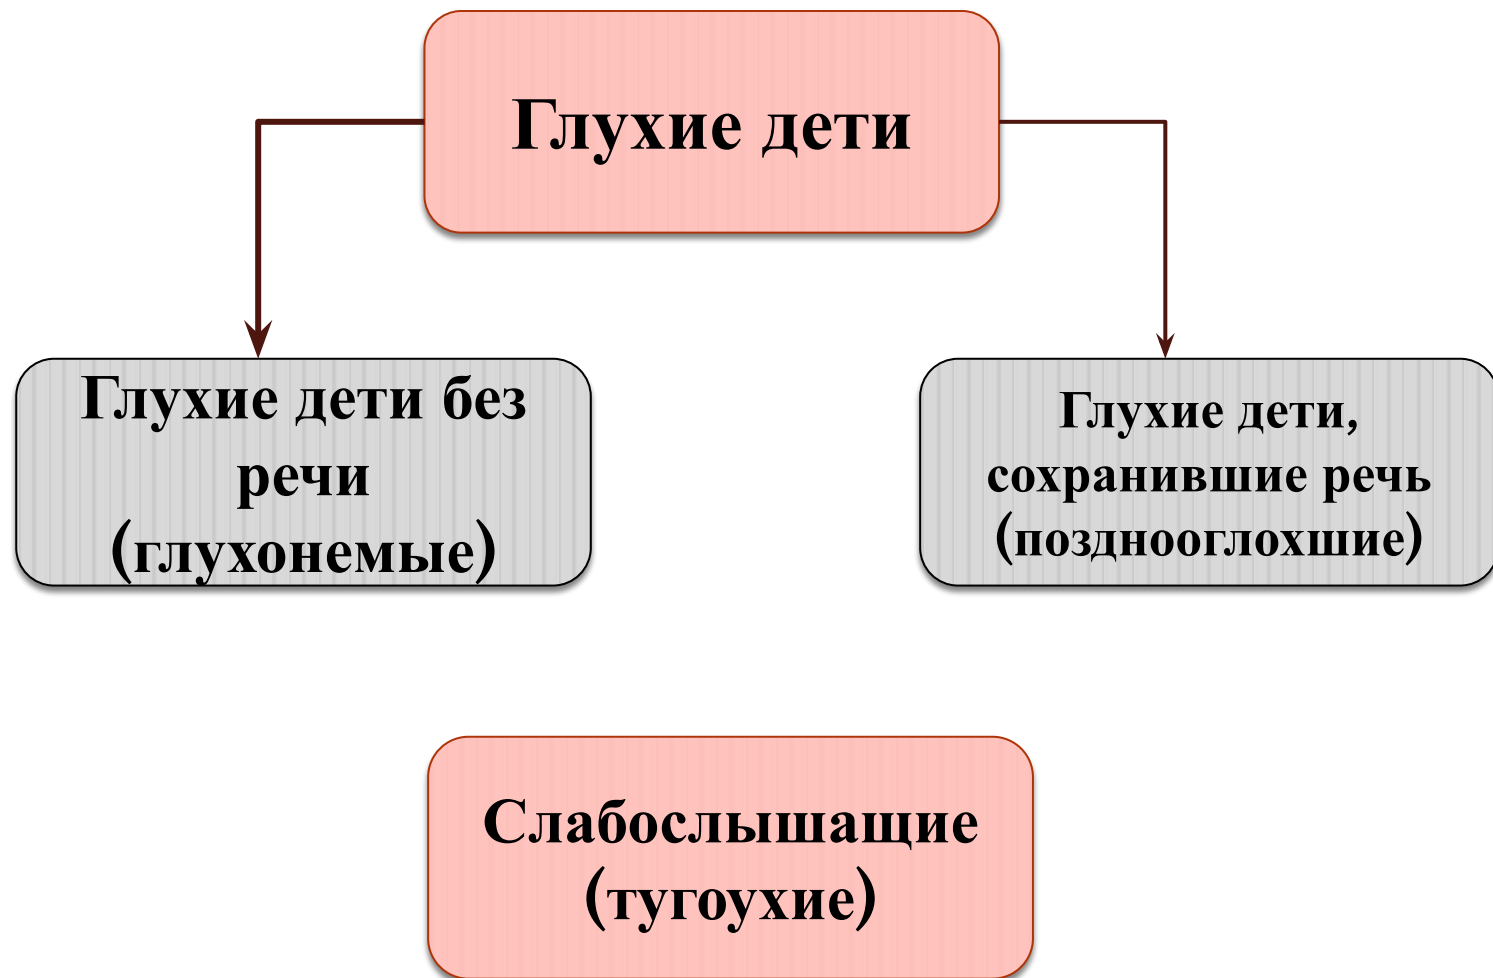 Глухие дети
Глухие дети без
речи
(глухонемые)
Глухие дети,
сохранившие речь
(позднооглохшие)
Слабослышащие
(тугоухие)